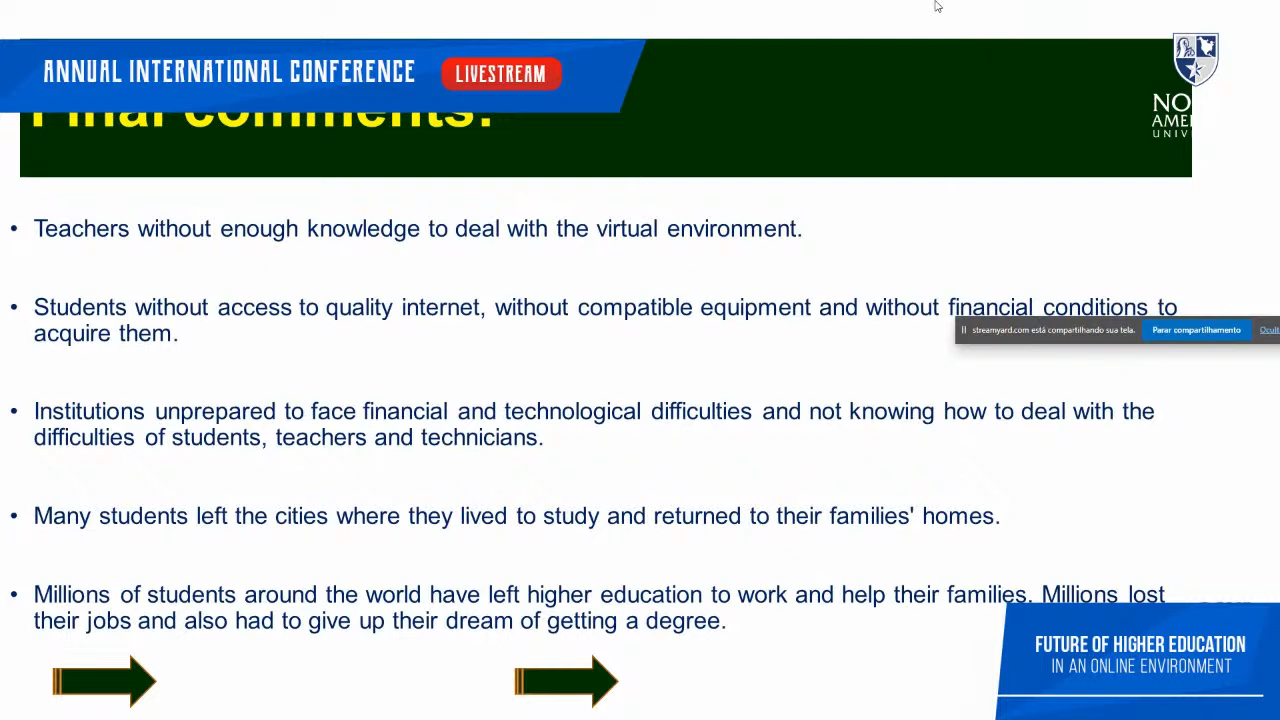 ANNUAL INTERNATIONAL CONFERENCE
LIVESTREAM
Final comments:
• Teachers without enough knowledge to deal with the virtual environment.
• Students without access to quality internet, without compatible equipment and without financial conditions to
acquire them.
streamyard.com está compartilhando sua tela.
Parar compartilhamento
• Institutions unprepared to face financial and technological difficulties and not knowing how to deal with the
difficulties of students, teachers and technicians.
• Many students left the cities where they lived to study and returned to their families' homes.
• Millions of students around the world have left higher education to work and help their families. Millions lost
their jobs and also had to give up their dream of getting a degree.
FUTURE OF HIGHER EDUCATION
IN AN ONLINE ENVIRONMENT